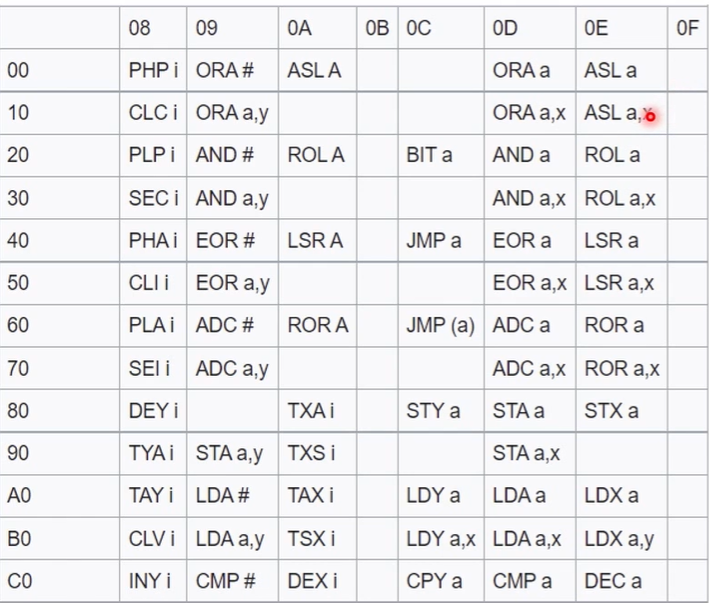 08 09 0A 0B 0C 0D 0E 0F
00 PHP i ORA # ASL A ORA a ASL a
10 CLC i ORA a,y ORA a,x ASL a,x
20 PLP i AND # ROL A BIT a AND a ROL a
30 SEC i AND a,y AND a,x ROL a,x
40 PHA i EOR # LSR A JMP a EOR a LSR a
50 CLI i EOR a,y EOR a,x LSR a,x
60 PLA i ADC # ROR A JMP (a) ADC a ROR a
70 SEI i ADC a,y ADC a,x ROR a,x
80 DEY i TXA i STY a STA a STX a
90 TYA i STA a,y TXS i STA a,x
A0 TAY i LDA # TAX i LDY a LDA a LDX a
B0 CLV i LDA a,y TSX i LDY a,x LDA a,x LDX a,y
C0 INY i CMP # DEX i CPY a CMP a DEC a